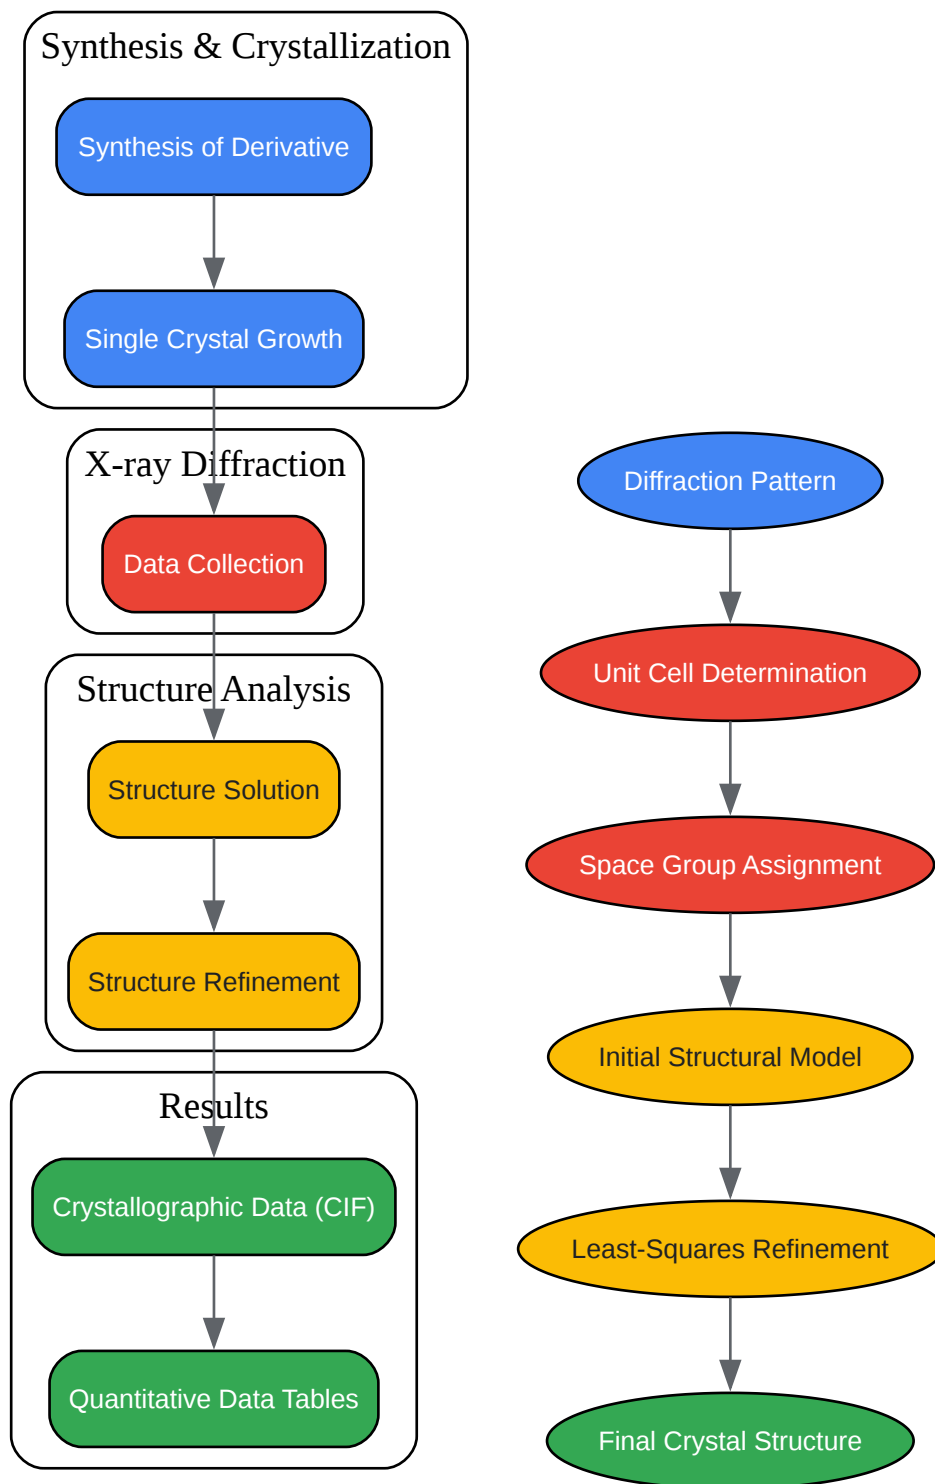 Synthesis & Crystallization
Synthesis of Derivative
Single Crystal Growth
X-ray Diffraction
Data Collection
Structure Analysis
Structure Solution
Structure Refinement
Results
Crystallographic Data (CIF)
Quantitative Data Tables
Diffraction Pattern
Unit Cell Determination
Space Group Assignment
Initial Structural Model
Least-Squares Refinement
Final Crystal Structure